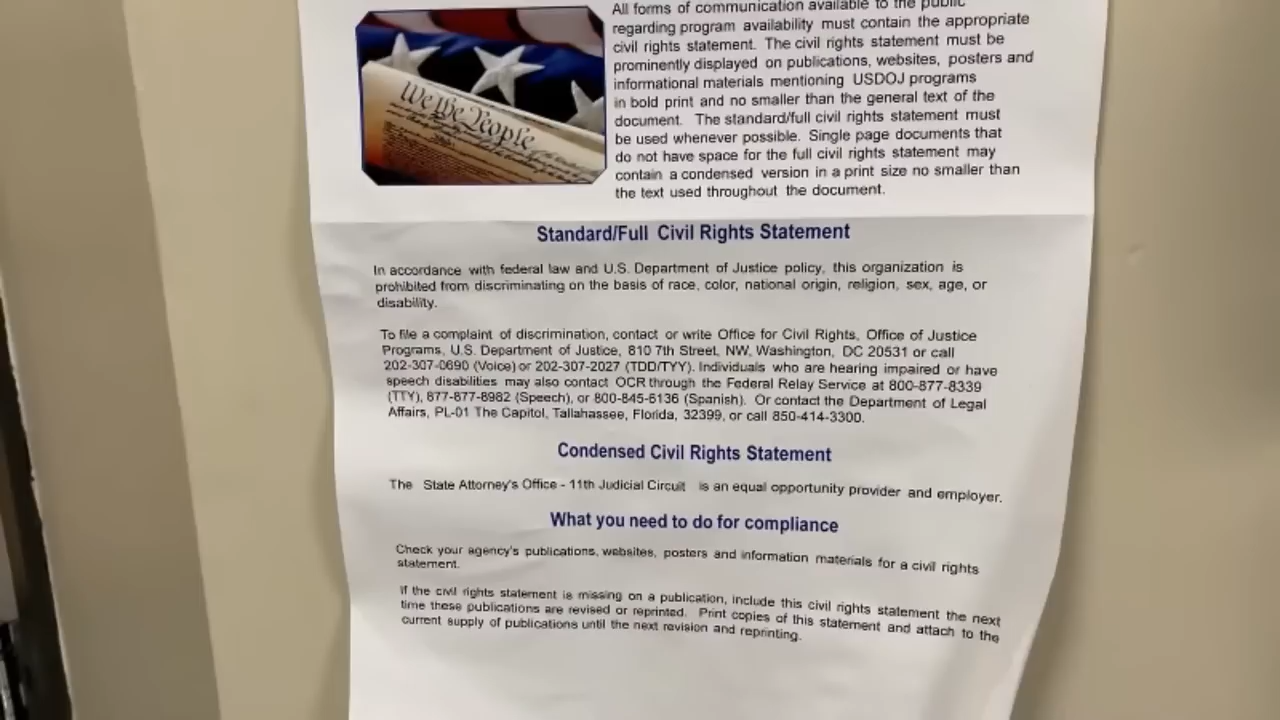 All forms of communication available to the public
regarding program availability must contain the appropriate
civil rights statement. The civil rights statement must be
prominently displayed on publications, websites, posters and
informational materials mentioning USDOJ programs
in bold print and no smaller than the general text of the
document. The standard/full civil rights statement must
be used whenever possible. Single page documents that
do not have space for the full civil rights statement may
contain a condensed version in a print size no smaller than
the text used throughout the document.
We the People
Standard/Full Civil Rights Statement
In accordance with federal law and U.S. Department of Justice policy, this organization is
prohibited from discriminating on the basis of race, color, national origin, religion, sex, age, or
disability.
To file a complaint of discrimination, contact or write Office for Civil Rights, Office of Justice
Programs, U.S. Department of Justice, 810 7th Street, NW, Washington, DC 20531 or call
202-307-0690 (Voice) or 202-307-2027 (TDD/TYY). Individuals who are hearing impaired or have
speech disabilities may also contact OCR through the Federal Relay Service at 800-877-8339
(TTY), 877-877-8982 (Speech), or 800-845-6136 (Spanish). Or contact the Department of Legal
Affairs, PL-01 The Capitol, Tallahassee, Florida, 32399, or call 850-414-3300.
Condensed Civil Rights Statement
The State Attorney's Office - 11th Judicial Circuit is an equal opportunity provider and employer.
What you need to do for compliance
Check your agency's publications, websites, posters and information materials for a civil rights
statement.
If the civil rights statement is missing on a publication, include this civil rights statement the next
time these publications are revised or reprinted. Print copies of this statement and attach to the
current supply of publications until the next revision and reprinting.